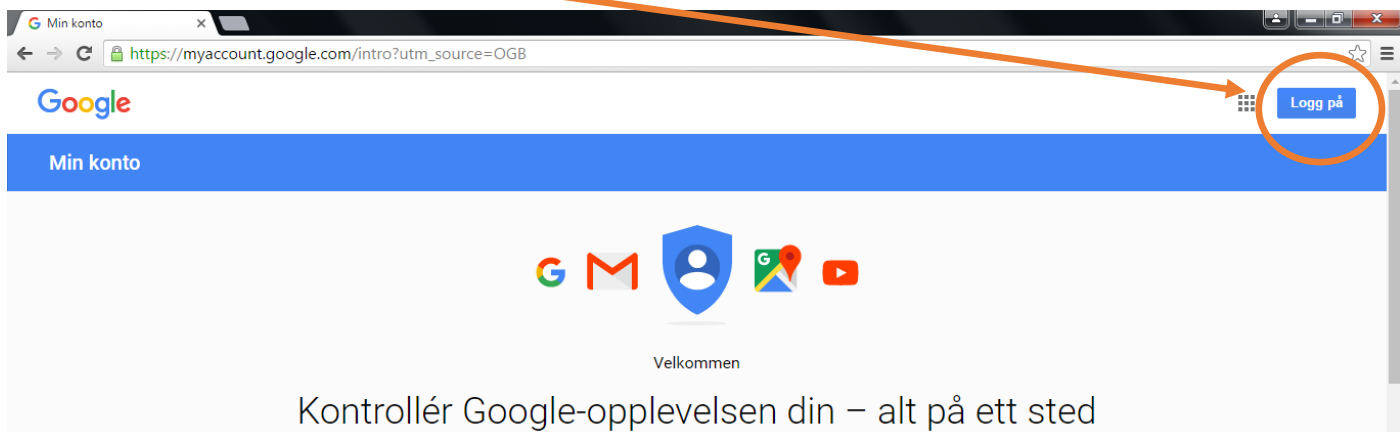 Min konto
https://myaccount.google.com/intro?utm_source=OGB
Google
Logg på
Min konto
Velkommen
Kontrollér Google-opplevelsen din – alt på ett sted